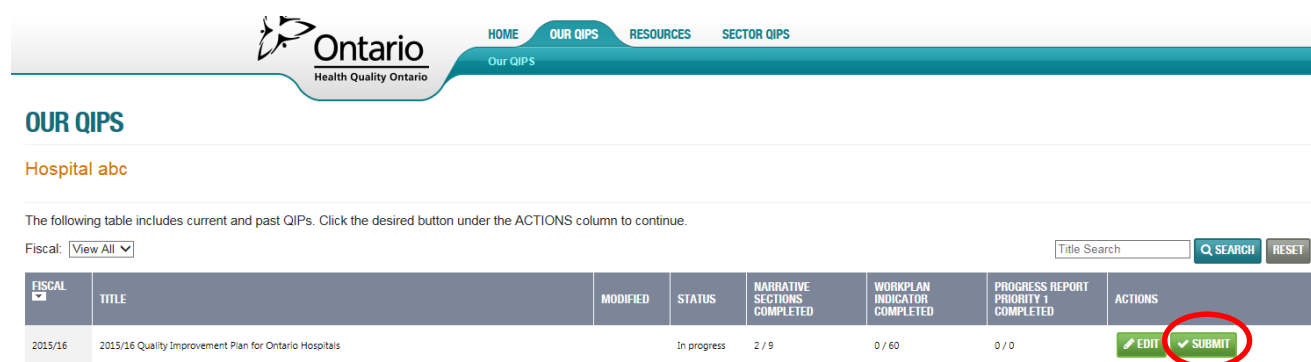 HOME OUR QIPS RESOURCES SECTOR QIPS
Ontario
Our QIPS
Health Quality Ontario
OUR QIPS
Hospital abc
The following table includes current and past QIPs. Click the desired button under the ACTIONS column to continue.
Fiscal: View All Title Search SEARCH RESET
FISCAL TITLE MODIFIED STATUS NARRATIVE SECTIONS COMPLETED WORKPLAN INDICATOR COMPLETED PROGRESS REPORT PRIORITY 1 COMPLETED ACTIONS
2015/16 2015/16 Quality Improvement Plan for Ontario Hospitals In progress 2 / 9 0 / 60 0 / 0 EDIT SUBMIT